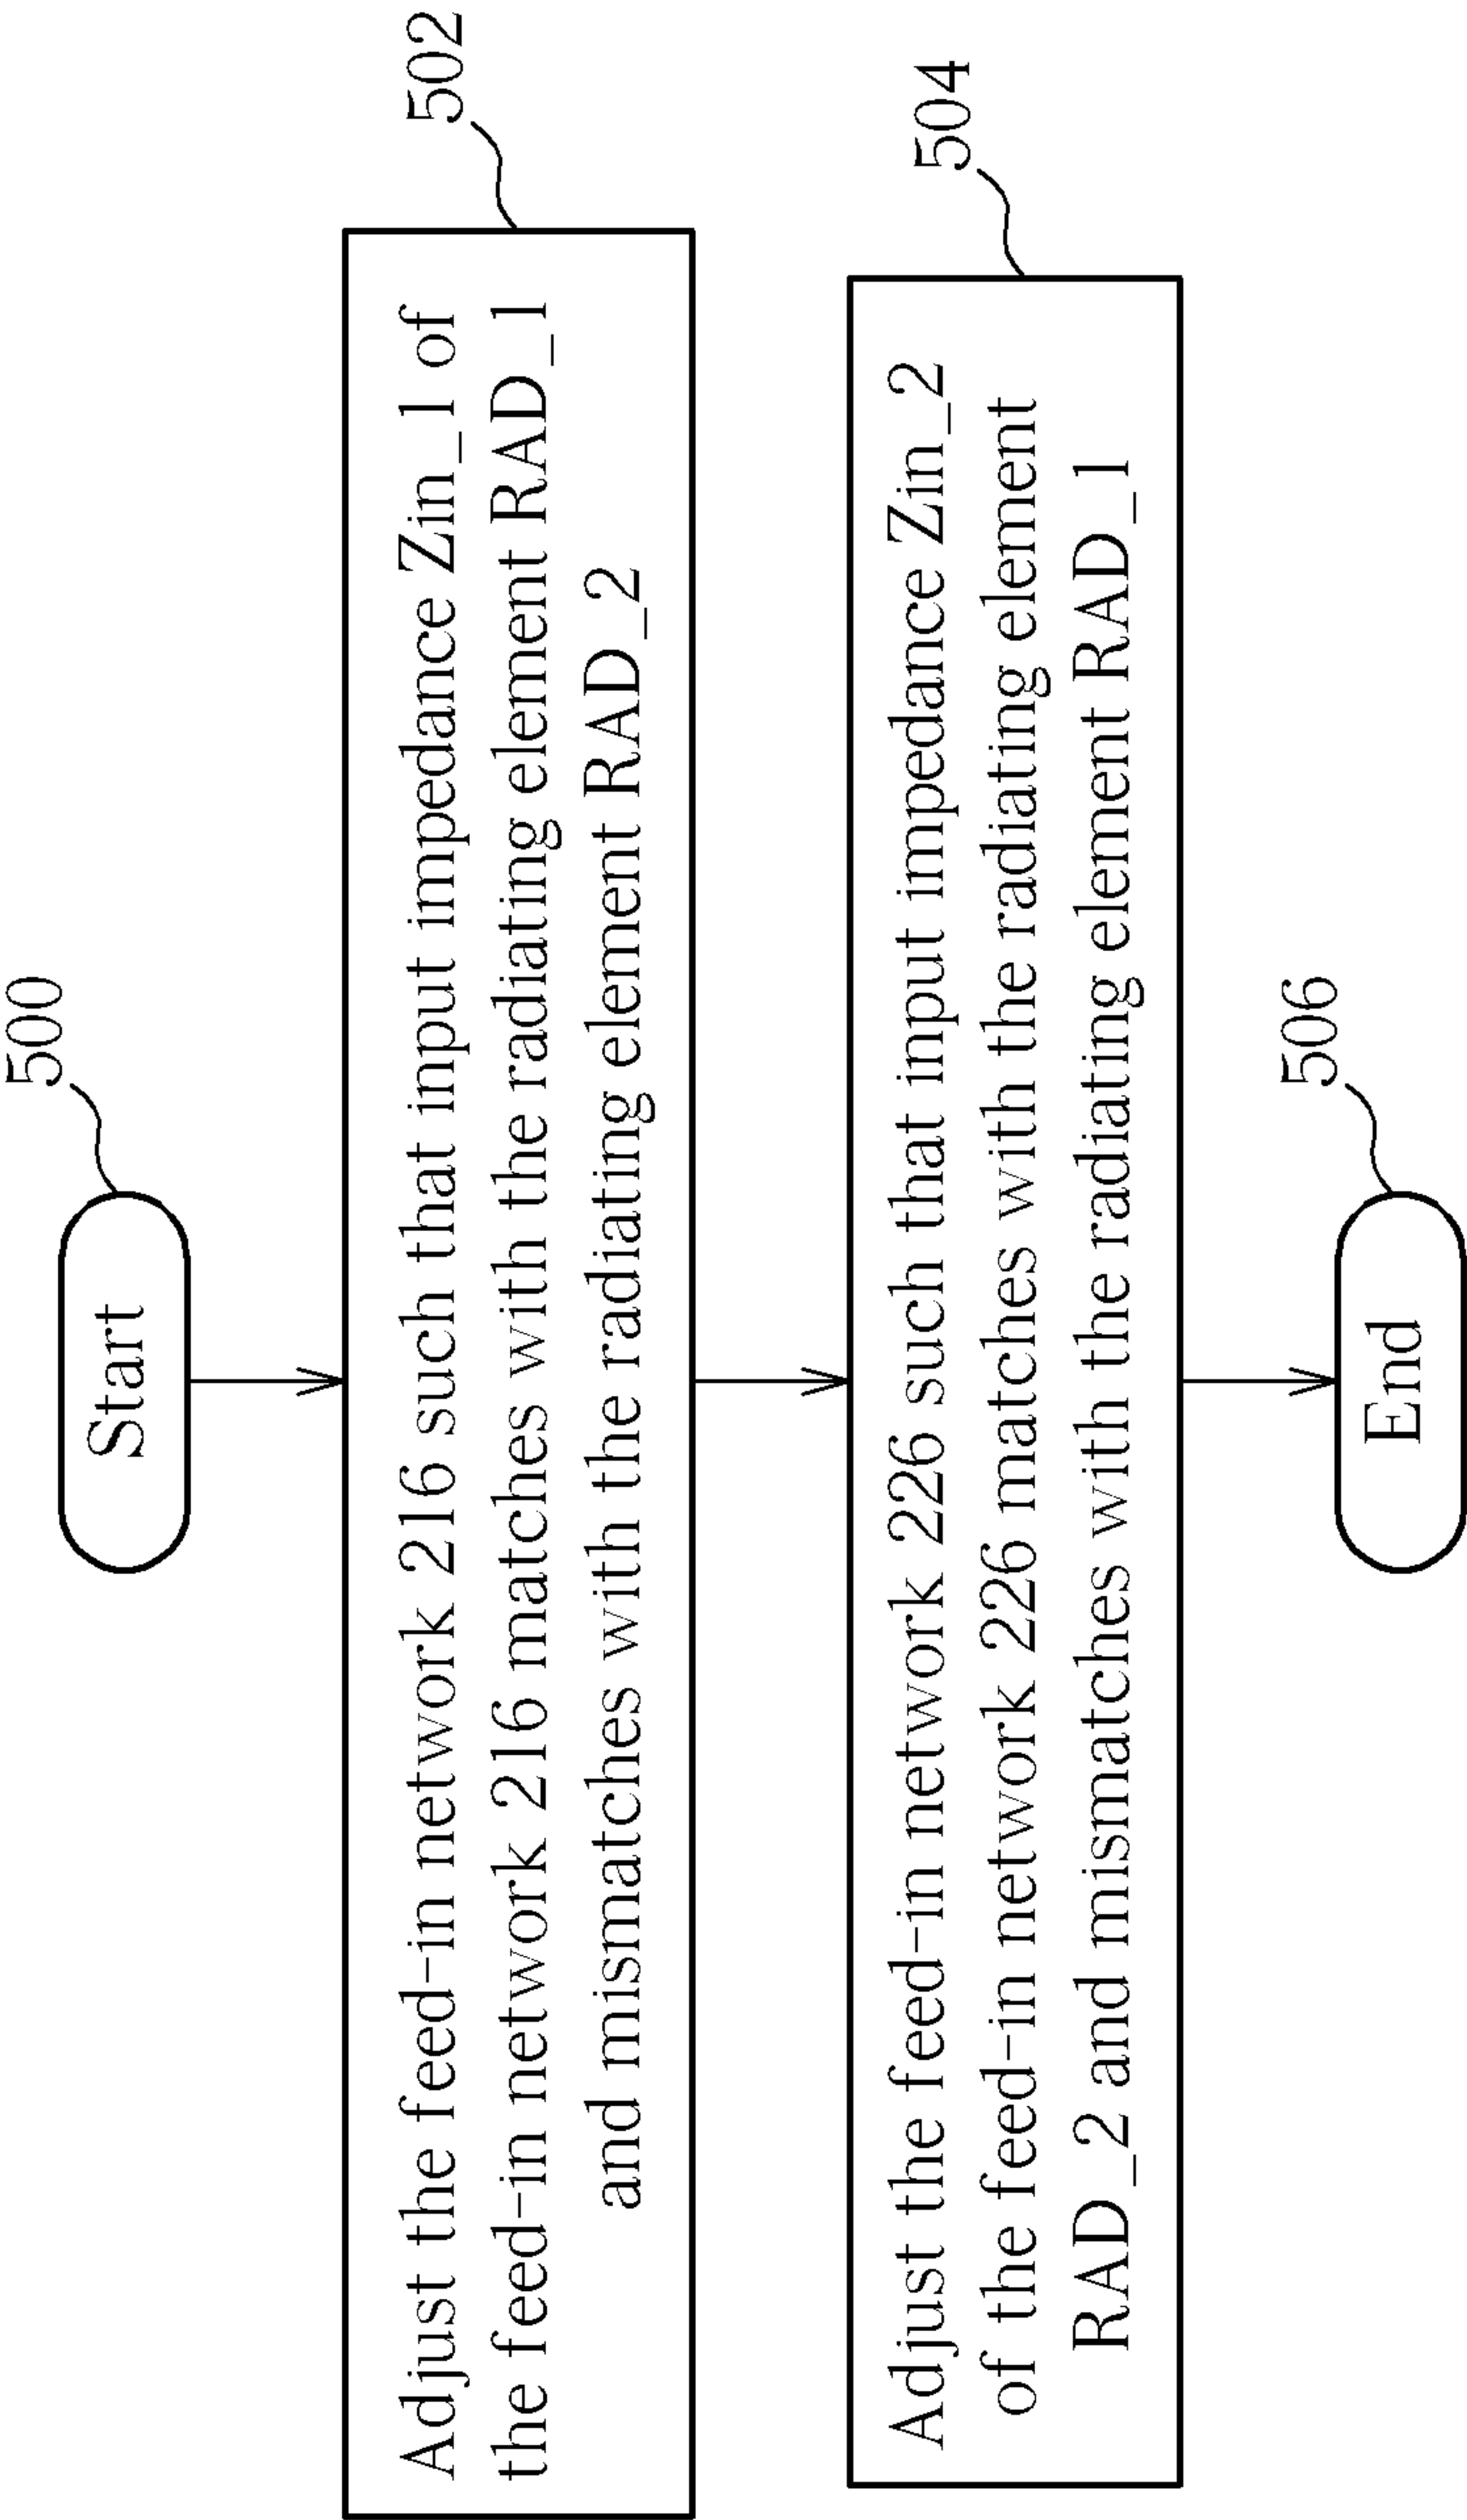 500
Start
502
Adjust the feed-in network 216 such that input impedance Zin_1 of
the feed-in network 216 matches with the radiating element RAD_1
and mismatches with the radiating element RAD_2
504
Adjust the feed-in network 226 such that input impedance Zin_2
of the feed-in network 226 matches with the radiating element
RAD_2 and mismatches with the radiating element RAD_1
506
End